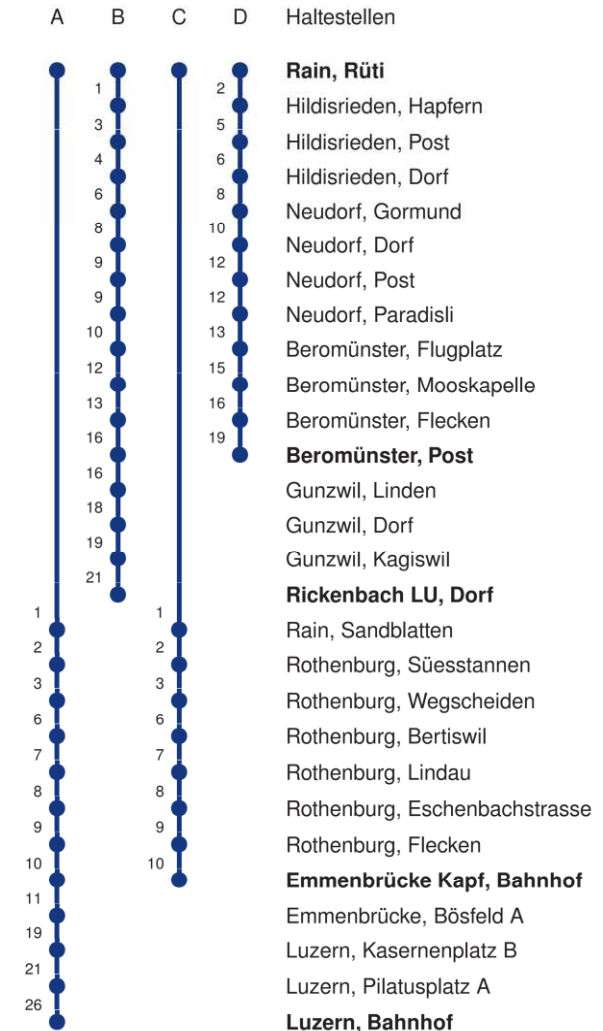 A B C D Haltestellen
Rain, Rüti
1 2
Hildisrieden, Hapfern
3 5
Hildisrieden, Post
4 6
Hildisrieden, Dorf
6 8
Neudorf, Gormund
8 10
Neudorf, Dorf
9 12
Neudorf, Post
9 12
Neudorf, Paradisli
10 13
Beromünster, Flugplatz
12 15
Beromünster, Mooskapelle
13 16
Beromünster, Flecken
16 19
Beromünster, Post
16
Gunzwil, Linden
18
Gunzwil, Dorf
19
Gunzwil, Kagiswil
21
Rickenbach LU, Dorf
1 1
Rain, Sandblatten
2 2
Rothenburg, Süesstannen
3 3
Rothenburg, Wegscheiden
6 6
Rothenburg, Bertiswil
7 7
Rothenburg, Lindau
8 8
Rothenburg, Eschenbachstrasse
9 9
Rothenburg, Flecken
10 10
Emmenbrücke Kapf, Bahnhof
11
Emmenbrücke, Bösfeld A
19
Luzern, Kasernenplatz B
21
Luzern, Pilatusplatz A
26
Luzern, Bahnhof